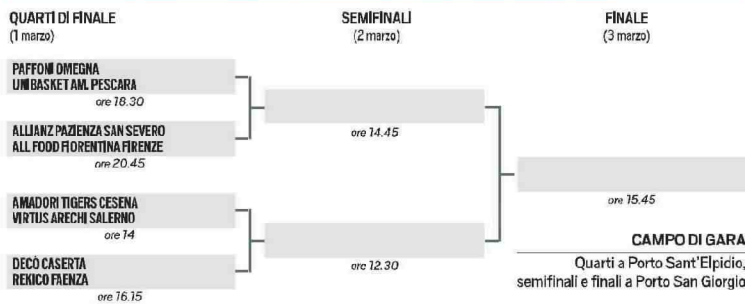 QUARTI DI FINALE
(1 marzo)
PAFFONI OMEGNA
UNIBASKET AM. PESCARA
ore 18.30
ALLIANZ PAZIENZA SAN SEVERO
ALL FOOD FIORENTINA FIRENZE
ore 20.45
AMADORI TIGERS CESENA
VIRTUS ARECHI SALERNO
ore 14
DECÒ CASERTA
REKICO FAENZA
ore 16.15
SEMIFINALI
(2 marzo)
ore 14.45
ore 12.30
FINALE
(3 marzo)
ore 15.45
CAMPO DI GARA
Quarti a Porto Sant'Elpidio,
semifinali e finali a Porto San Giorgio